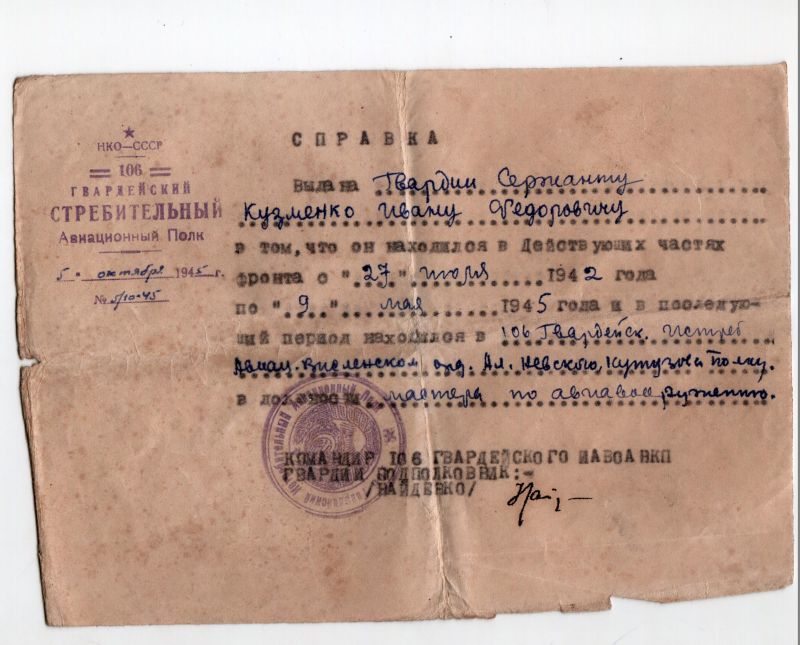 НКО—СССР
106
ГВАРДЕЙСКИЙ
СТРЕБИТЕЛЬНЫЙ
Авиационный Полк
5 " октября 1945 г.
№ 5/10-45
СПРАВКА
Выдана Гвардии Сержанту
Кузменко Ивану Федоровичу
в том, что он находился в Действующих частях
фронта с "27" июля 1942 года
по "9" мая 1945 года и в последую-
щий период находился в 106 Гвардейск. Истреб
Авиац. Виленском орд. Ал. Невского, Кутузова Полку.
в должности мастера по авиавооружению.
КОМАНДИР 106 ГВАРДЕЙСКОГО ИАВОАНКП
ГВАРДИИ ПОДПОЛКОВНИК:-
/НАЙДЕНКО/